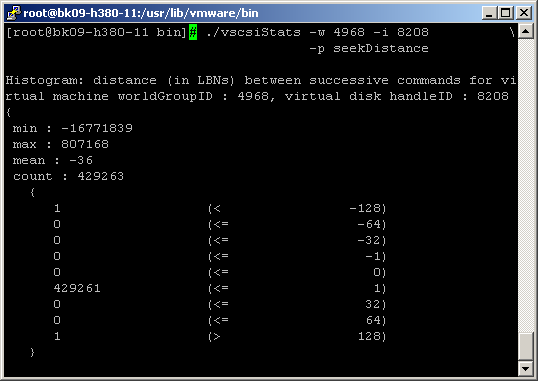 root@bk09-h380-11:/usr/lib/vmware/bin
[root@bk09-h380-11 bin]# ./vscsiStats -w 4968 -i 8208 \
-p seekDistance
Histogram: distance (in LBNs) between successive commands for vi
rtual machine worldGroupID : 4968, virtual disk handleID : 8208
{
min : -16771839
max : 807168
mean : -36
count : 429263
{
1 (< -128)
0 (<= -64)
0 (<= -32)
0 (<= -1)
0 (<= 0)
429261 (<= 1)
0 (<= 32)
0 (<= 64)
1 (> 128)
}